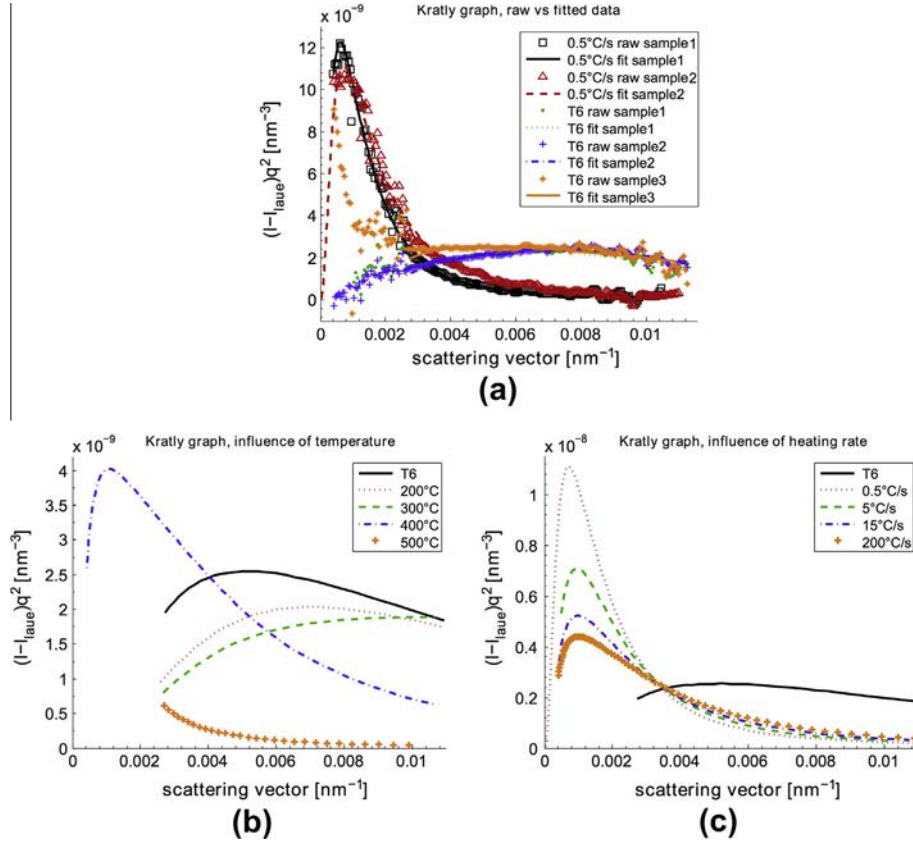 Kratly graph, raw vs fitted data
x 10⁻⁹
12
10
8
6
4
2
0
(I−I_laue)q² [nm⁻³]
0.5°C/s raw sample1
0.5°C/s fit sample1
0.5°C/s raw sample2
0.5°C/s fit sample2
T6 raw sample1
T6 fit sample1
T6 raw sample2
T6 fit sample2
T6 raw sample3
T6 fit sample3
0 0.002 0.004 0.006 0.008 0.01
scattering vector [nm⁻¹]
(a)
Kratly graph, influence of temperature
x 10⁻⁹
4
3.5
3
2.5
2
1.5
1
0.5
0
(I−I_laue)q² [nm⁻³]
T6
200°C
300°C
400°C
500°C
0 0.002 0.004 0.006 0.008 0.01
scattering vector [nm⁻¹]
(b)
Kratly graph, influence of heating rate
x 10⁻⁸
1
0.8
0.6
0.4
0.2
0
(I−I_laue)q² [nm⁻³]
T6
0.5°C/s
5°C/s
15°C/s
200°C/s
0 0.002 0.004 0.006 0.008 0.01
scattering vector [nm⁻¹]
(c)